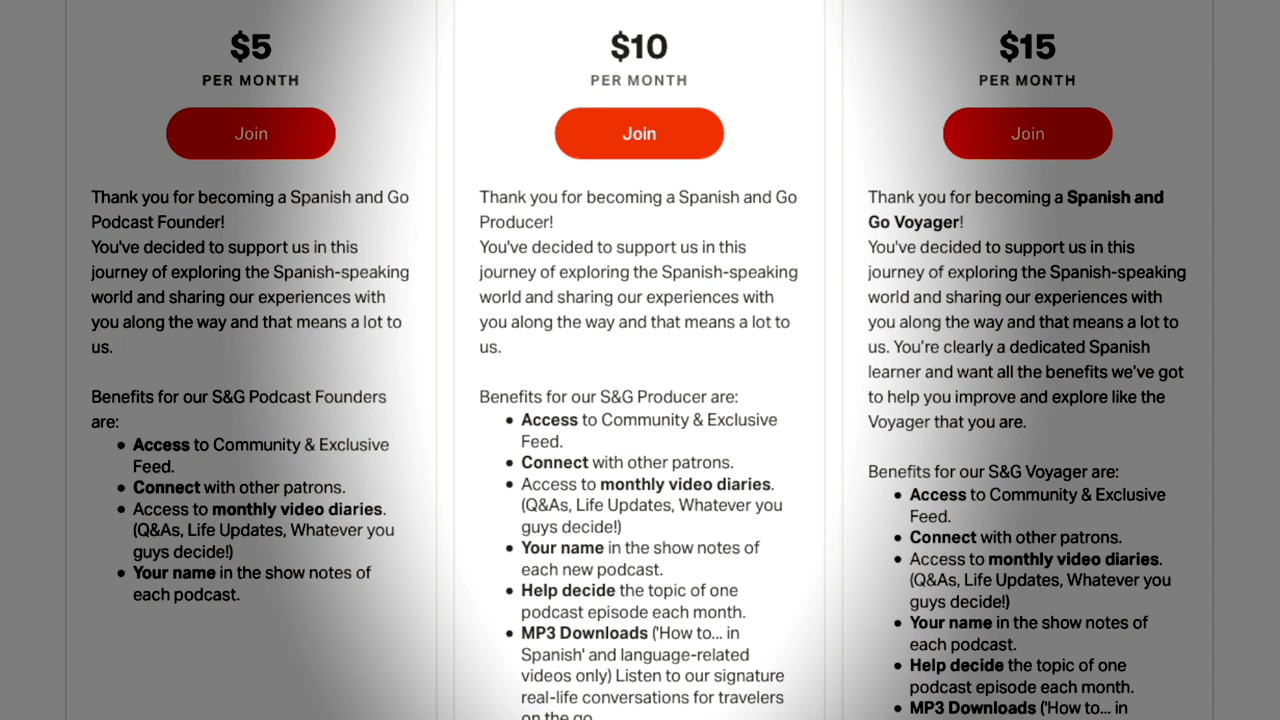 $5
PER MONTH
Join
Thank you for becoming a Spanish and Go
Podcast Founder!
You've decided to support us in this
journey of exploring the Spanish-speaking
world and sharing our experiences with
you along the way and that means a lot to
us.
Benefits for our S&G Podcast Founders
are:
• Access to Community & Exclusive
Feed.
• Connect with other patrons.
• Access to monthly video diaries.
(Q&As, Life Updates, Whatever you
guys decide!)
• Your name in the show notes of
each podcast.
$10
PER MONTH
Join
Thank you for becoming a Spanish and Go
Producer!
You've decided to support us in this
journey of exploring the Spanish-speaking
world and sharing our experiences with
you along the way and that means a lot to
us.
Benefits for our S&G Producer are:
• Access to Community & Exclusive
Feed.
• Connect with other patrons.
• Access to monthly video diaries.
(Q&As, Life Updates, Whatever you
guys decide!)
• Your name in the show notes of
each new podcast.
• Help decide the topic of one
podcast episode each month.
• MP3 Downloads ('How to... in
Spanish' and language-related
videos only) Listen to our signature
real-life conversations for travelers
on the go
$15
PER MONTH
Join
Thank you for becoming a Spanish and
Go Voyager!
You've decided to support us in this
journey of exploring the Spanish-speaking
world and sharing our experiences with
you along the way and that means a lot to
us. You're clearly a dedicated Spanish
learner and want all the benefits we've got
to help you improve and explore like the
Voyager that you are.
Benefits for our S&G Voyager are:
• Access to Community & Exclusive
Feed.
• Connect with other patrons.
• Access to monthly video diaries.
(Q&As, Life Updates, Whatever you
guys decide!)
• Your name in the show notes of
each podcast.
• Help decide the topic of one
podcast episode each month.
• MP3 Downloads ('How to... in